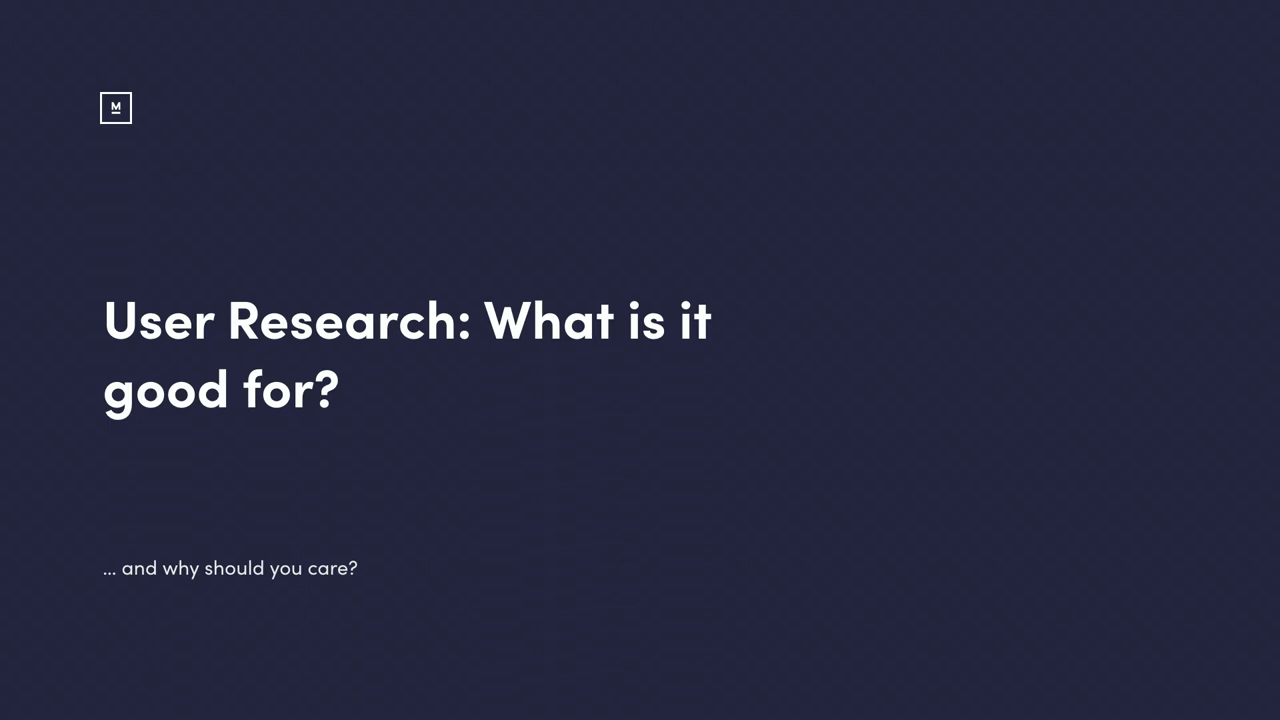 M
User Research: What is it
good for?
... and why should you care?